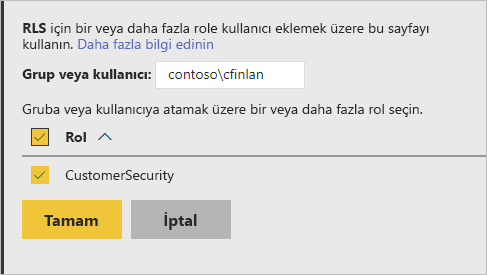 RLS için bir veya daha fazla role kullanıcı eklemek üzere bu sayfayı
kullanın. Daha fazla bilgi edinin
Grup veya kullanıcı: contoso\cfinlan
Gruba veya kullanıcıya atamak üzere bir veya daha fazla rol seçin.
Rol
CustomerSecurity
Tamam İptal